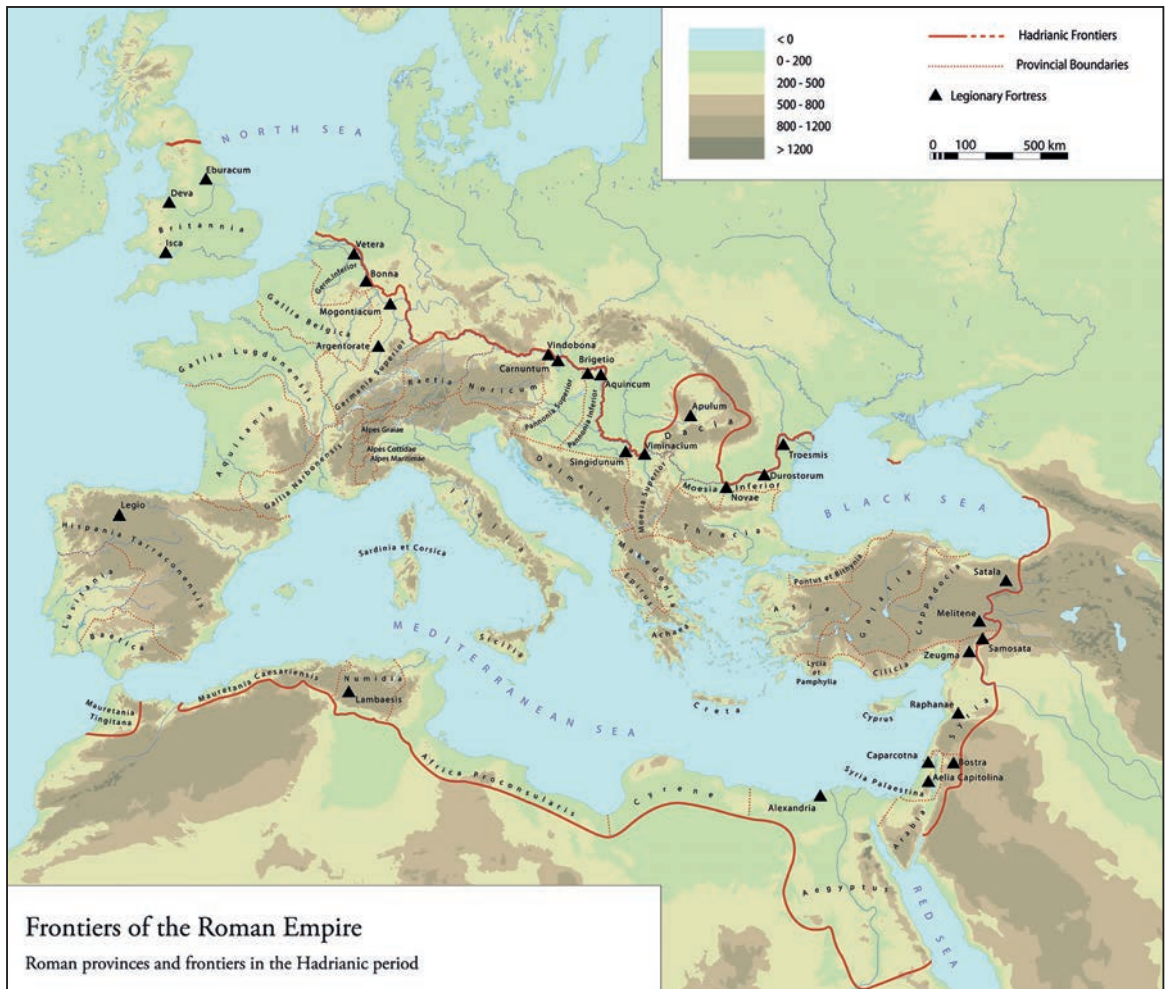 < 0
0 - 200
200 - 500
500 - 800
800 - 1200
> 1200
Hadrianic Frontiers
Provincial Boundaries
Legionary Fortress
0 100 500 km
NORTH SEA
Eburacum
Deva
Britannia
Isca
Vetera
Germ. Inferior
Bonna
Mogontiacum
Gallia Belgica
Argentorate
Gallia Lugdunensis
Germania Superior
Raetia
Noricum
Vindobona
Carnuntum
Brigetio
Aquincum
Pannonia Superior
Pannonia Inferior
Apulum
Dacia
Aquitania
Alpes Graiae
Alpes Cottidae
Alpes Maritimae
Gallia Narbonensis
Singidunum
Viminacium
Troesmis
Durostorum
Moesia Inferior
Novae
Moesia Superior
Dalmatia
Italia
Thracia
BLACK SEA
Legio
Hispania Tarraconensis
Lusitania
Baetica
Sardinia et Corsica
Makedonia
Epirus
Achaea
Sicilia
Pontus et Bithynia
Asia
Galatia
Cappadocia
Satala
Melitene
Samosata
Zeugma
Lycia
et
Pamphylia
Cilicia
MEDITERRANEAN SEA
Creta
Cyprus
Raphanae
Syria
Mauretania
Tingitana
Mauretania Caesariensis
Numidia
Lambaesis
Africa Proconsularis
Cyrene
Alexandria
Caparcotna
Bostra
Aelia Capitolina
Syria Palaestina
Arabia
Aegyptus
RED SEA
Frontiers of the Roman Empire
Roman provinces and frontiers in the Hadrianic period